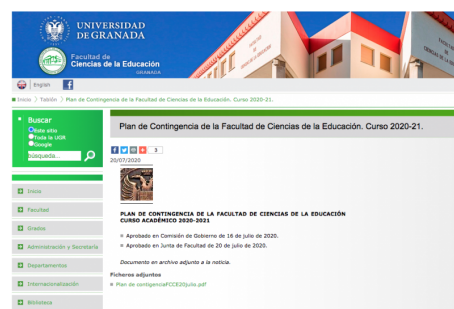 UNIVERSIDAD
DE GRANADA
Facultad de
Ciencias de la Educación
GRANADA
English
Inicio > Tablón > Plan de Contingencia de la Facultad de Ciencias de la Educación. Curso 2020-21.
Buscar
Este sitio
Toda la UGR
Google
búsqueda...
Inicio
Facultad
Grados
Administración y Secretaría
Departamentos
Internacionalización
Biblioteca
Plan de Contingencia de la Facultad de Ciencias de la Educación. Curso 2020-21.
3
20/07/2020
PLAN DE CONTINGENCIA DE LA FACULTAD DE CIENCIAS DE LA EDUCACIÓN
CURSO ACADÉMICO 2020-2021
Aprobado en Comisión de Gobierno de 16 de julio de 2020.
Aprobado en Junta de Facultad de 20 de julio de 2020.
Documento en archivo adjunto a la noticia.
Ficheros adjuntos
Plan de contigenciaFCCE20Julio.pdf